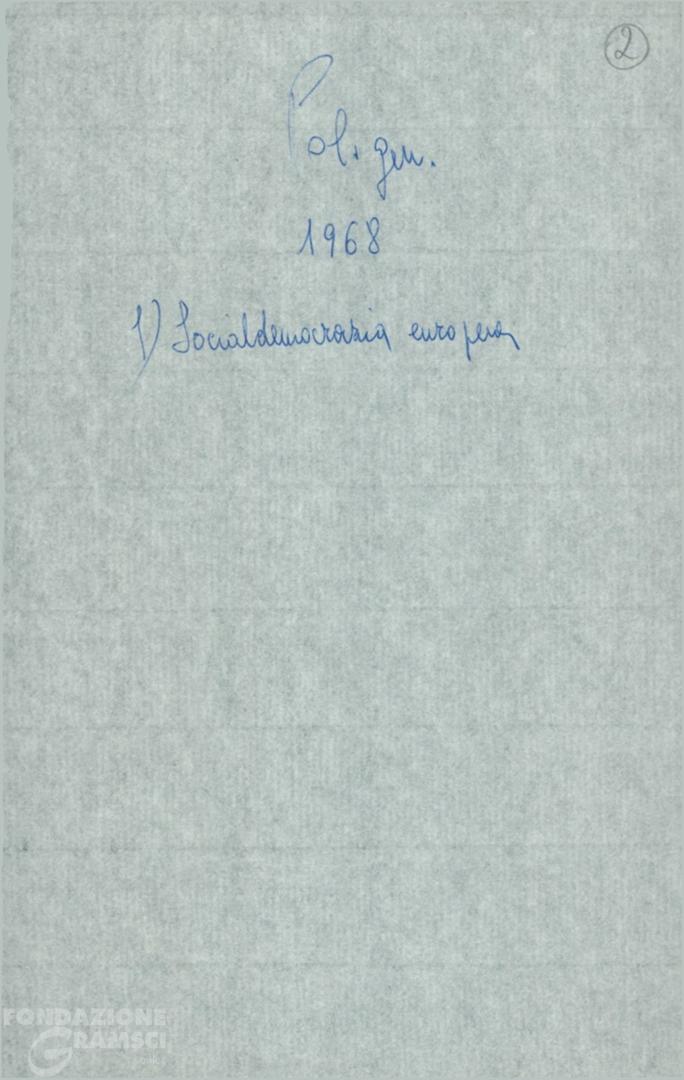 2
Pol. gen.
1968
1) Socialdemocrazia europea
FONDAZIONE
GRAMSCI